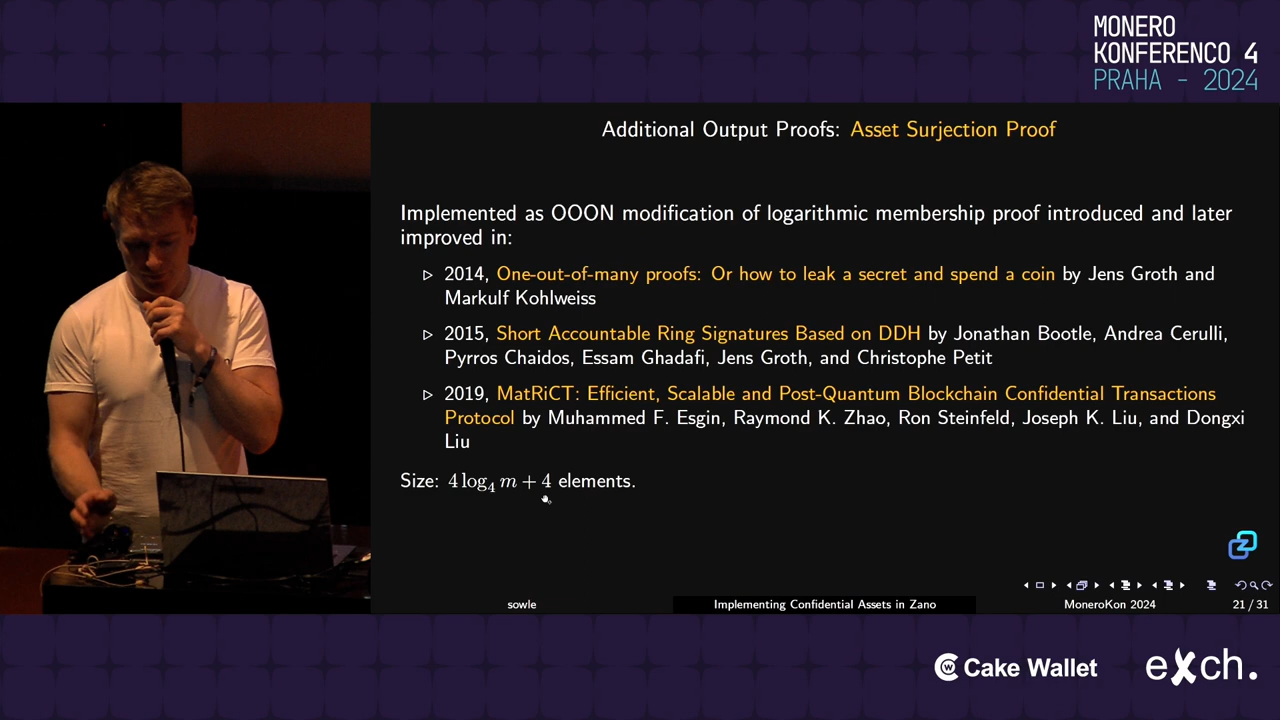 MONERO
KONFERENCO 4
PRAHA - 2024
Additional Output Proofs: Asset Surjection Proof
Implemented as OOON modification of logarithmic membership proof introduced and later
improved in:
2014, One-out-of-many proofs: Or how to leak a secret and spend a coin by Jens Groth and
Markulf Kohlweiss
2015, Short Accountable Ring Signatures Based on DDH by Jonathan Bootle, Andrea Cerulli,
Pyrros Chaidos, Essam Ghadafi, Jens Groth, and Christophe Petit
2019, MatRiCT: Efficient, Scalable and Post-Quantum Blockchain Confidential Transactions
Protocol by Muhammed F. Esgin, Raymond K. Zhao, Ron Steinfeld, Joseph K. Liu, and Dongxi
Liu
Size: 4 log₄ m + 4 elements.
sowle
Implementing Confidential Assets in Zano
MoneroKon 2024
21 / 31
Cake Wallet
eXch.